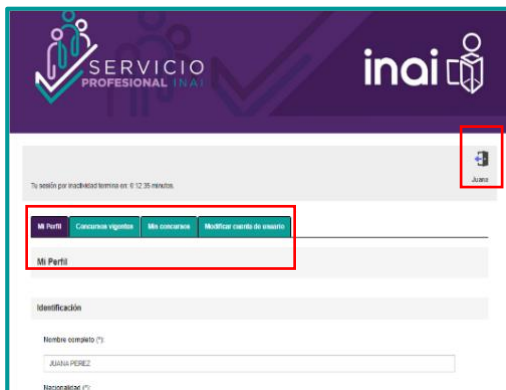 SERVICIO
PROFESIONAL INAI
inai
Juana
Tu sesión por inactividad termina en: 0:12:35 minutos.
Mi Perfil Concursos vigentes Mis concursos Modificar cuenta de usuario
Mi Perfil
Identificación
Nombre completo (*):
JUANA PEREZ
Nacionalidad (*):